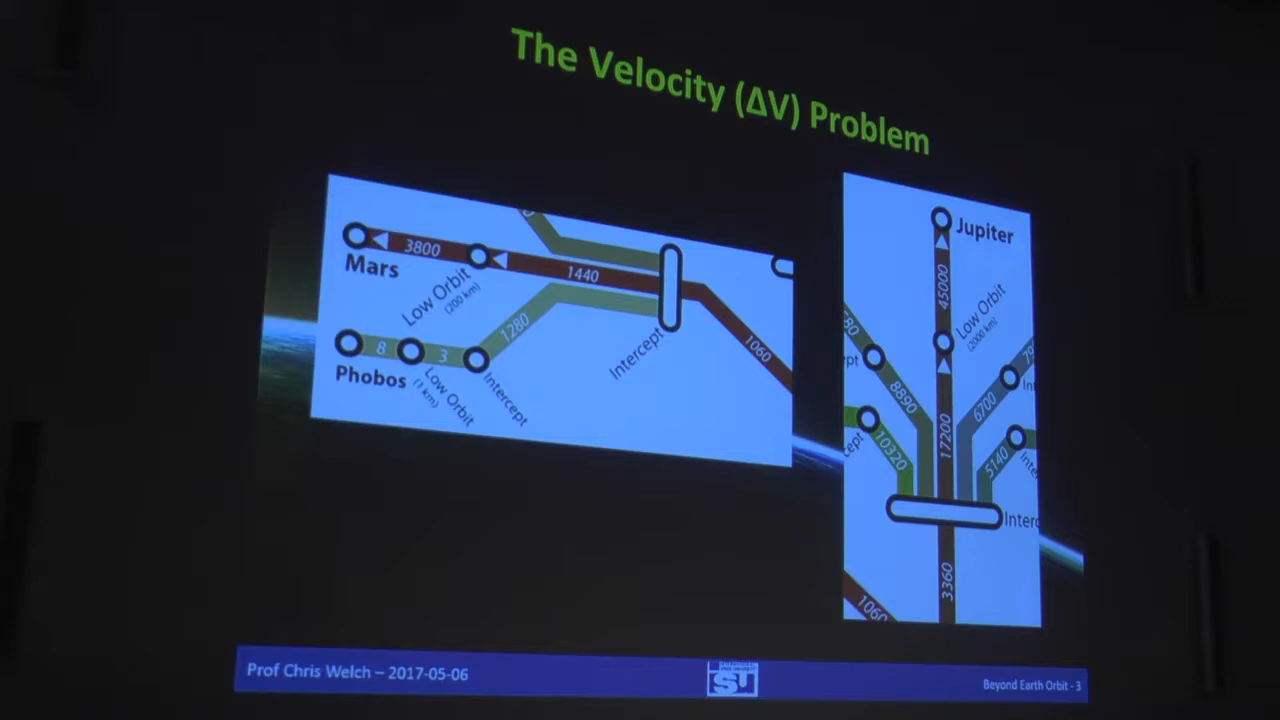 The Velocity (ΔV) Problem
3800
Mars
Low Orbit
(200 km)
1440
1280
8
3
Phobos
Low Orbit
(1 km)
Intercept
Intercept
1060
Jupiter
45000
Low Orbit
(2000 km)
8890
17200
6700
10320
5140
3360
1060
Prof Chris Welch – 2017-05-06
Beyond Earth Orbit - 3